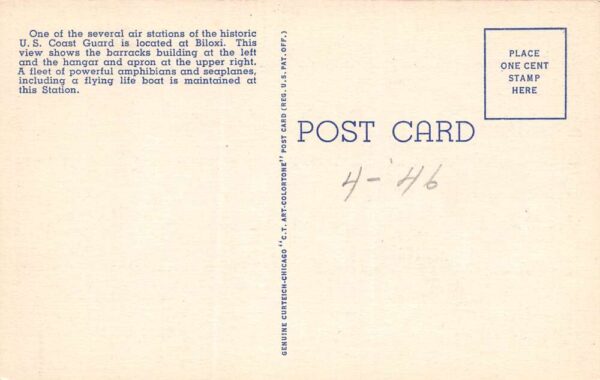 One of the several air stations of the historic
U. S. Coast Guard is located at Biloxi. This
view shows the barracks building at the left
and the hangar and apron at the upper right.
A fleet of powerful amphibians and seaplanes,
including a flying life boat is maintained at
this Station.
GENUINE CURTEICH-CHICAGO "C.T. ART-COLORTONE" POST CARD (REG. U.S. PAT. OFF.)
POST CARD
PLACE
ONE CENT
STAMP
HERE
4-'46